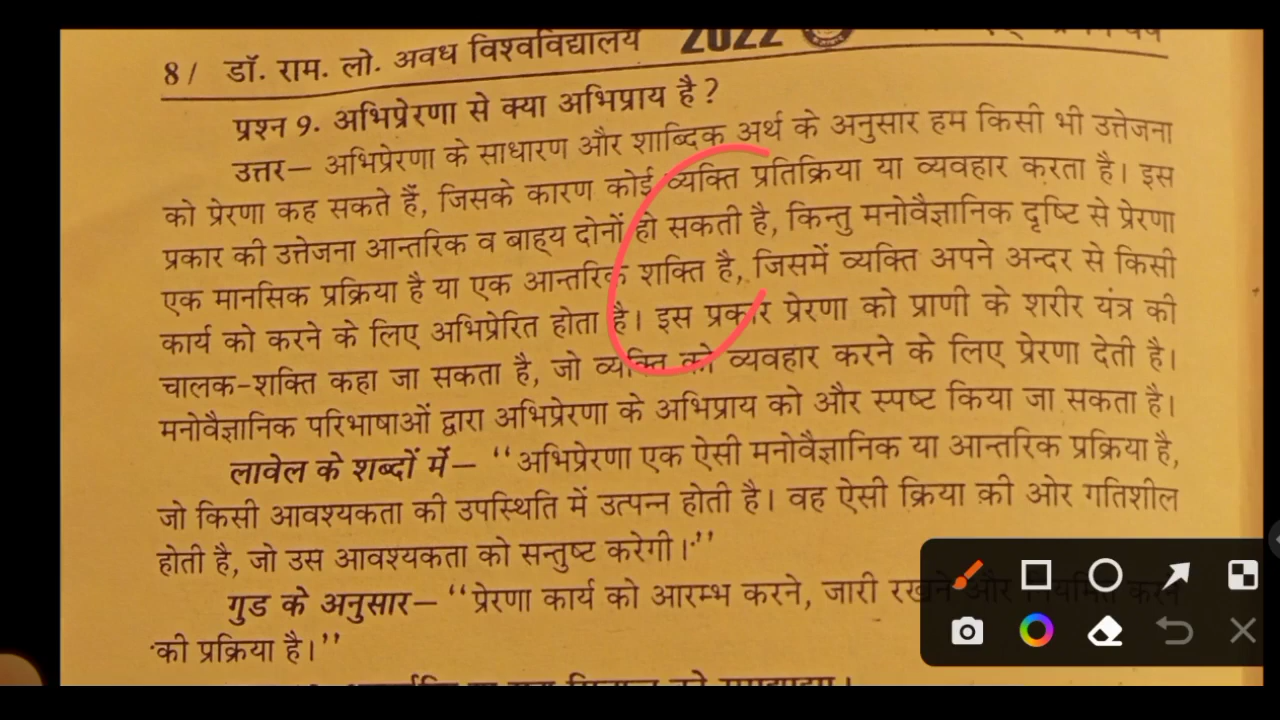 8/ डॉ. राम. लो. अवध विश्वविद्यालय 2022
प्रश्न 9. अभिप्रेरणा से क्या अभिप्राय है?
उत्तर– अभिप्रेरणा के साधारण और शाब्दिक अर्थ के अनुसार हम किसी भी उत्तेजना
को प्रेरणा कह सकते हैं, जिसके कारण कोई व्यक्ति प्रतिक्रिया या व्यवहार करता है। इस
प्रकार की उत्तेजना आन्तरिक व बाह्य दोनों हो सकती है, किन्तु मनोवैज्ञानिक दृष्टि से प्रेरणा
एक मानसिक प्रक्रिया है या एक आन्तरिक शक्ति है, जिसमें व्यक्ति अपने अन्दर से किसी
कार्य को करने के लिए अभिप्रेरित होता है। इस प्रकार प्रेरणा को प्राणी के शरीर यंत्र की
चालक-शक्ति कहा जा सकता है, जो व्यक्ति को व्यवहार करने के लिए प्रेरणा देती है।
मनोवैज्ञानिक परिभाषाओं द्वारा अभिप्रेरणा के अभिप्राय को और स्पष्ट किया जा सकता है।
लावेल के शब्दों में– ‘‘अभिप्रेरणा एक ऐसी मनोवैज्ञानिक या आन्तरिक प्रक्रिया है,
जो किसी आवश्यकता की उपस्थिति में उत्पन्न होती है। वह ऐसी क्रिया की ओर गतिशील
होती है, जो उस आवश्यकता को सन्तुष्ट करेगी।’’
गुड के अनुसार– ‘‘प्रेरणा कार्य को आरम्भ करने, जारी रखने और नियमित करने
की प्रक्रिया है।’’